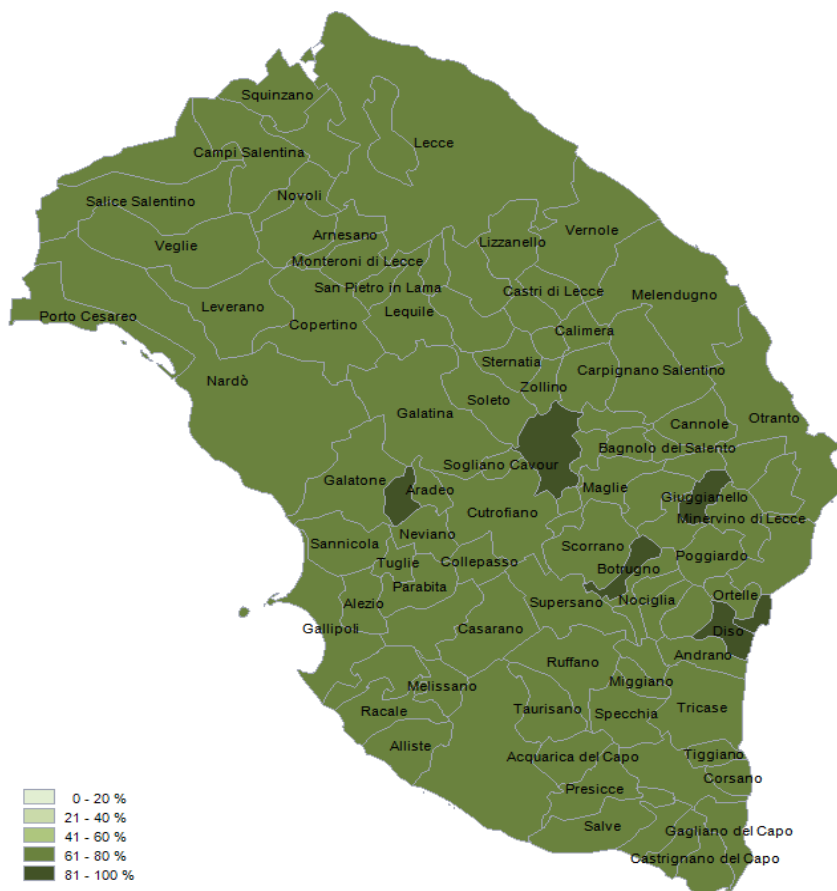 Squinzano
Lecce
Campi Salentina
Novoli
Salice Salentino
Vernole
Arnesano
Lizzanello
Veglie
Monteroni di Lecce
San Pietro in Lama
Castri di Lecce
Melendugno
Leverano
Lequile
Porto Cesareo
Copertino
Calimera
Sternatia
Carpignano Salentino
Nardò
Zollino
Soleto
Galatina
Otranto
Cannole
Bagnolo del Salento
Sogliano Cavour
Galatone
Maglie
Aradeo
Giuggianello
Cutrofiano
Minervino di Lecce
Neviano
Sannicola
Scorrano
Poggiardo
Tuglie
Collepasso
Botrugno
Parabita
Ortelle
Alezio
Supersano
Nociglia
Gallipoli
Casarano
Diso
Andrano
Ruffano
Miggiano
Melissano
Racale
Taurisano
Specchia
Tricase
Alliste
Acquarica del Capo
Tiggiano
Corsano
Presicce
Salve
Gagliano del Capo
Castrignano del Capo
0 - 20 %
21 - 40 %
41 - 60 %
61 - 80 %
81 - 100 %